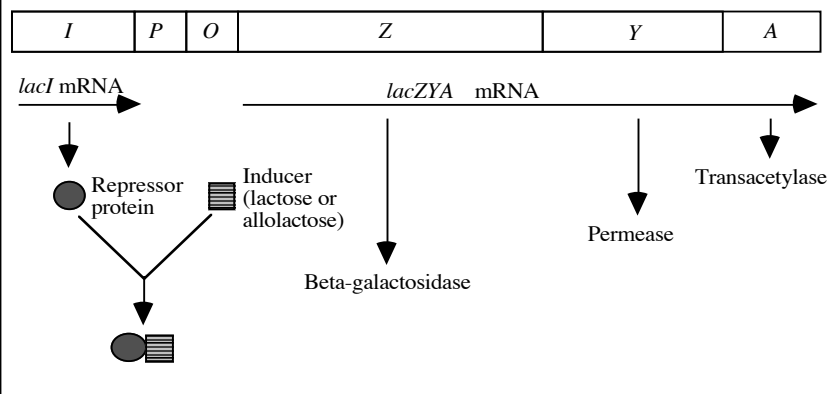 I P O Z Y A
lacI mRNA
lacZYA mRNA
Repressor
protein
Inducer
(lactose or
allolactose)
Transacetylase
Permease
Beta-galactosidase